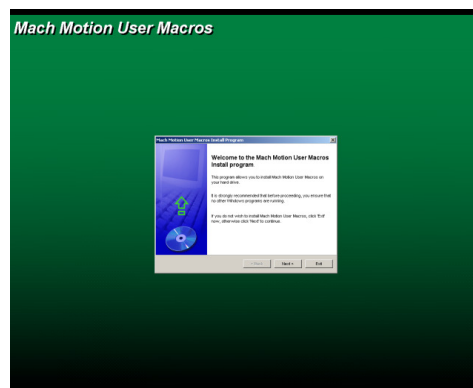 Mach Motion User Macros
Mach Motion User Macros Install Program
Welcome to the Mach Motion User Macros
Install program
This program allows you to install Mach Motion User Macros on
your hard drive.
It is strongly recommended that before proceeding, you ensure that
no other Windows programs are running.
If you do not wish to install Mach Motion User Macros, click 'Exit'
now, otherwise click 'Next' to continue.
Next >
Exit